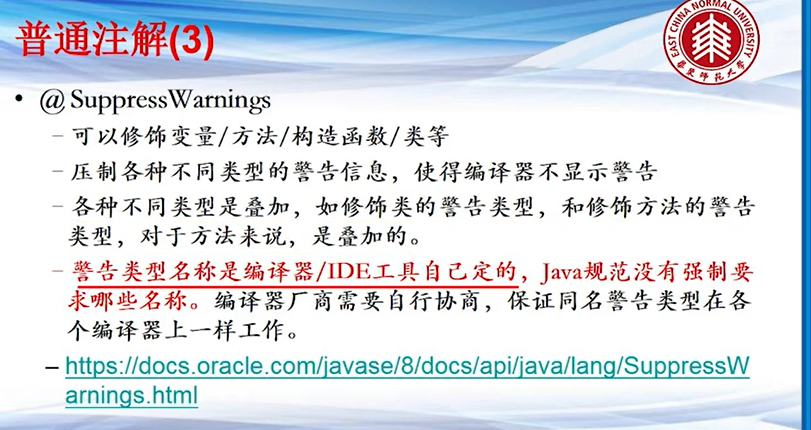 普通注解(3)
EAST CHINA NORMAL UNIVERSITY
華東师范大学
• @SuppressWarnings
– 可以修饰变量/方法/构造函数/类等
– 压制各种不同类型的警告信息，使得编译器不显示警告
– 各种不同类型是叠加，如修饰类的警告类型，和修饰方法的警告
类型，对于方法来说，是叠加的。
– 警告类型名称是编译器/IDE工具自己定的，Java规范没有强制要
求哪些名称。编译器厂商需要自行协商，保证同名警告类型在各
个编译器上一样工作。
– https://docs.oracle.com/javase/8/docs/api/java/lang/SuppressW
arnings.html